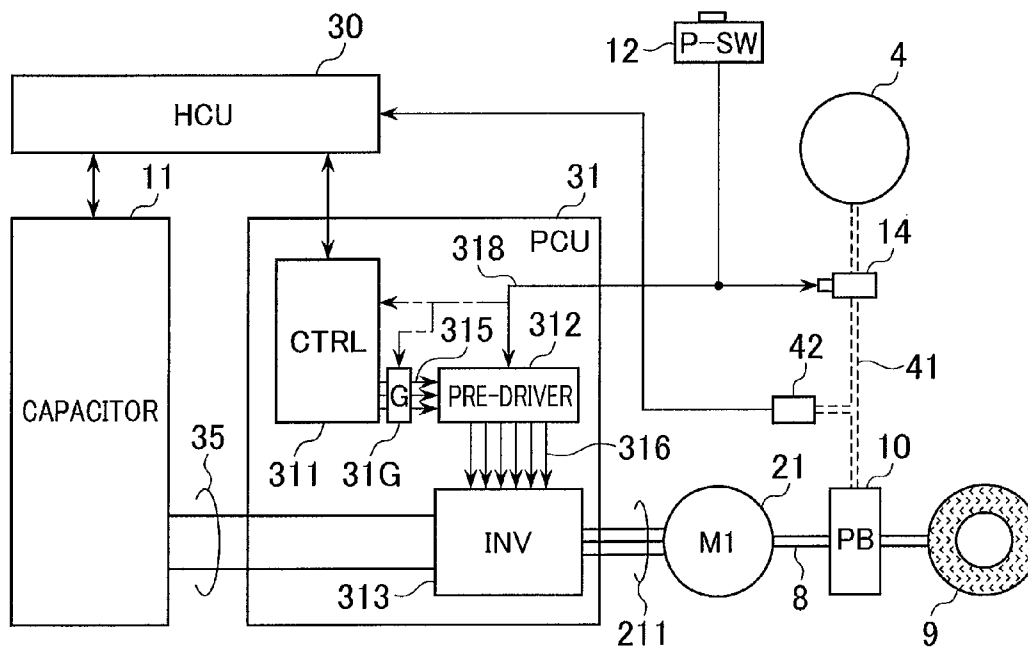 30
12
P-SW
4
HCU
11
31
PCU
318
14
CTRL
315
312
42
41
G
PRE-DRIVER
CAPACITOR
311
31G
316
10
35
21
INV
M1
PB
313
211
8
9